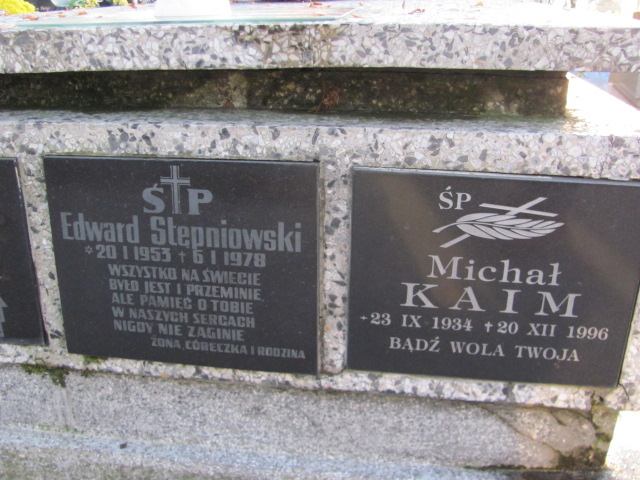 ŚP
Edward Stępniowski
*20 I 1953 + 6 I 1978
WSZYSTKO NA ŚWIECIE
BYŁO JEST I PRZEMINIE
ALE PAMIĘĆ O TOBIE
W NASZYCH SERCACH
NIGDY NIE ZAGINIE
ŻONA, CÓRECZKA I RODZINA
ŚP
Michał
KAIM
*23 IX 1934 + 20 XII 1996
BĄDŹ WOLA TWOJA